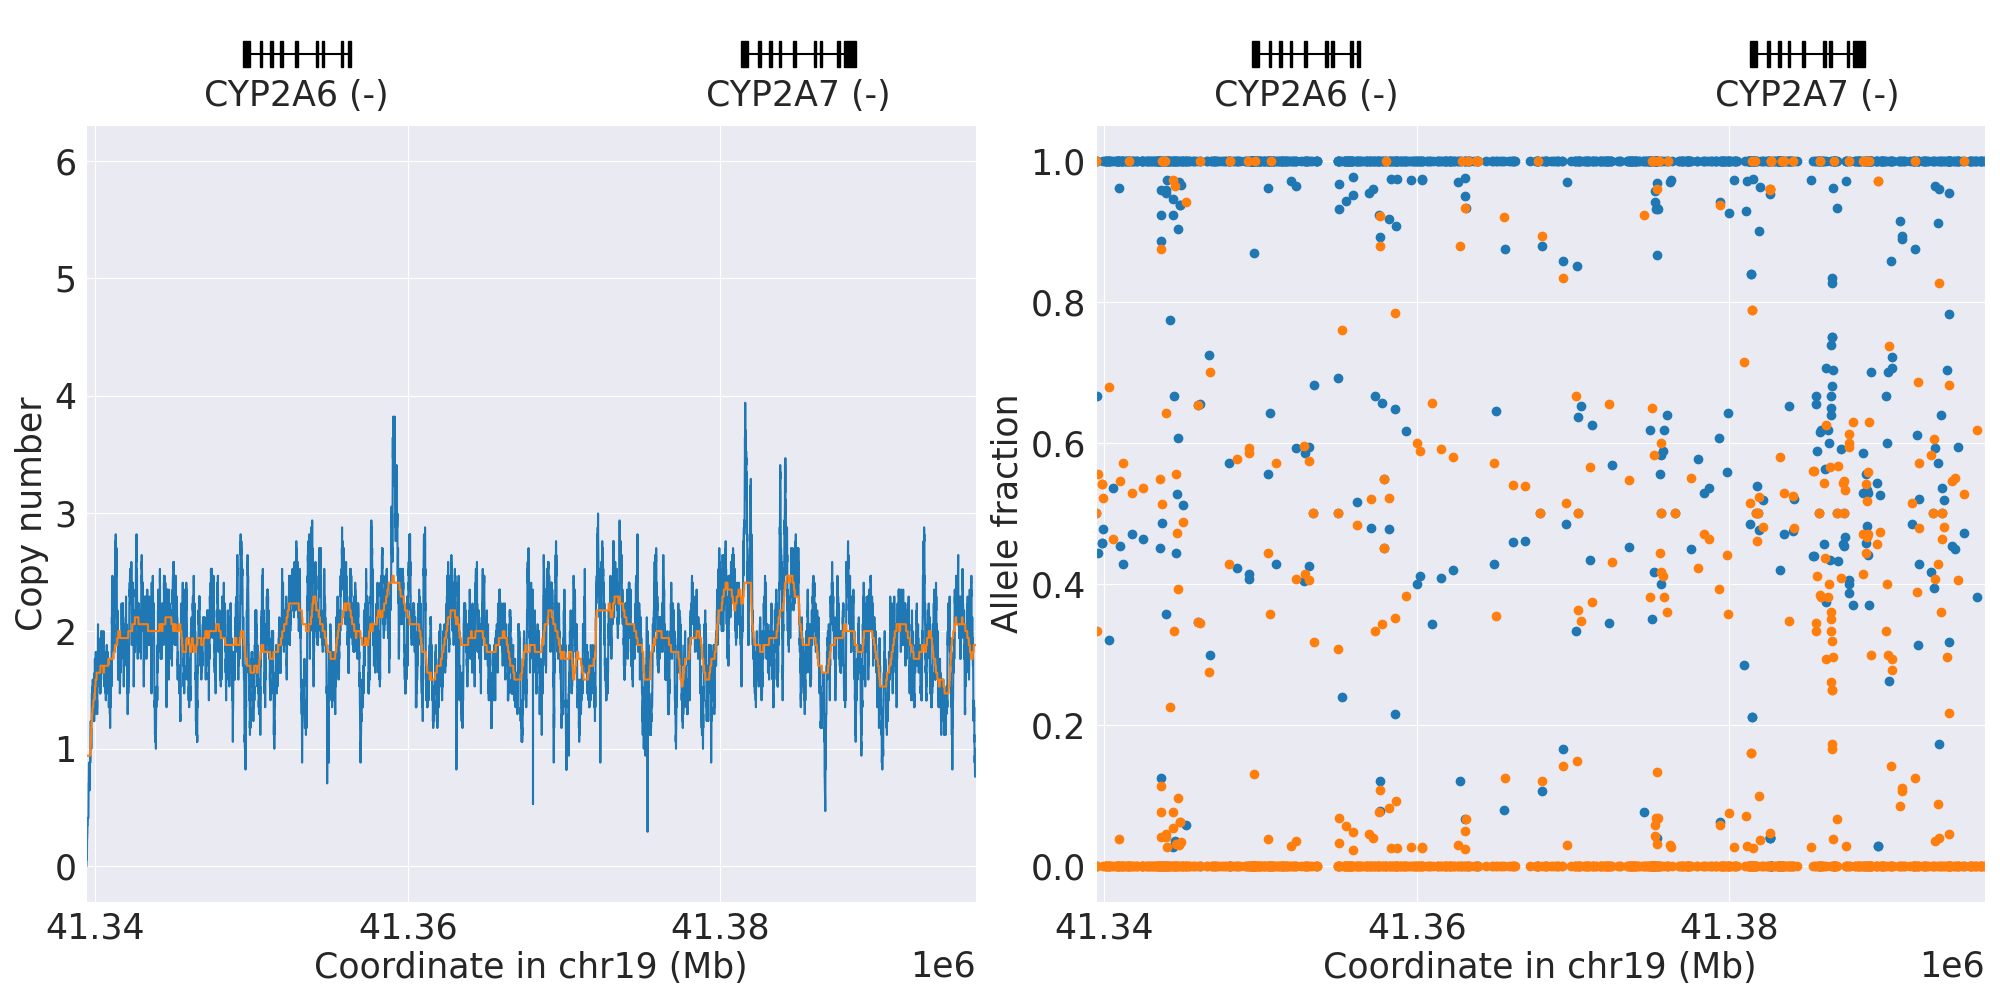 CYP2A6 (-)
CYP2A7 (-)
Copy number
6
5
4
3
2
1
0
41.34
41.36
41.38
Coordinate in chr19 (Mb)
1e6
CYP2A6 (-)
CYP2A7 (-)
Allele fraction
1.0
0.8
0.6
0.4
0.2
0.0
41.34
41.36
41.38
Coordinate in chr19 (Mb)
1e6